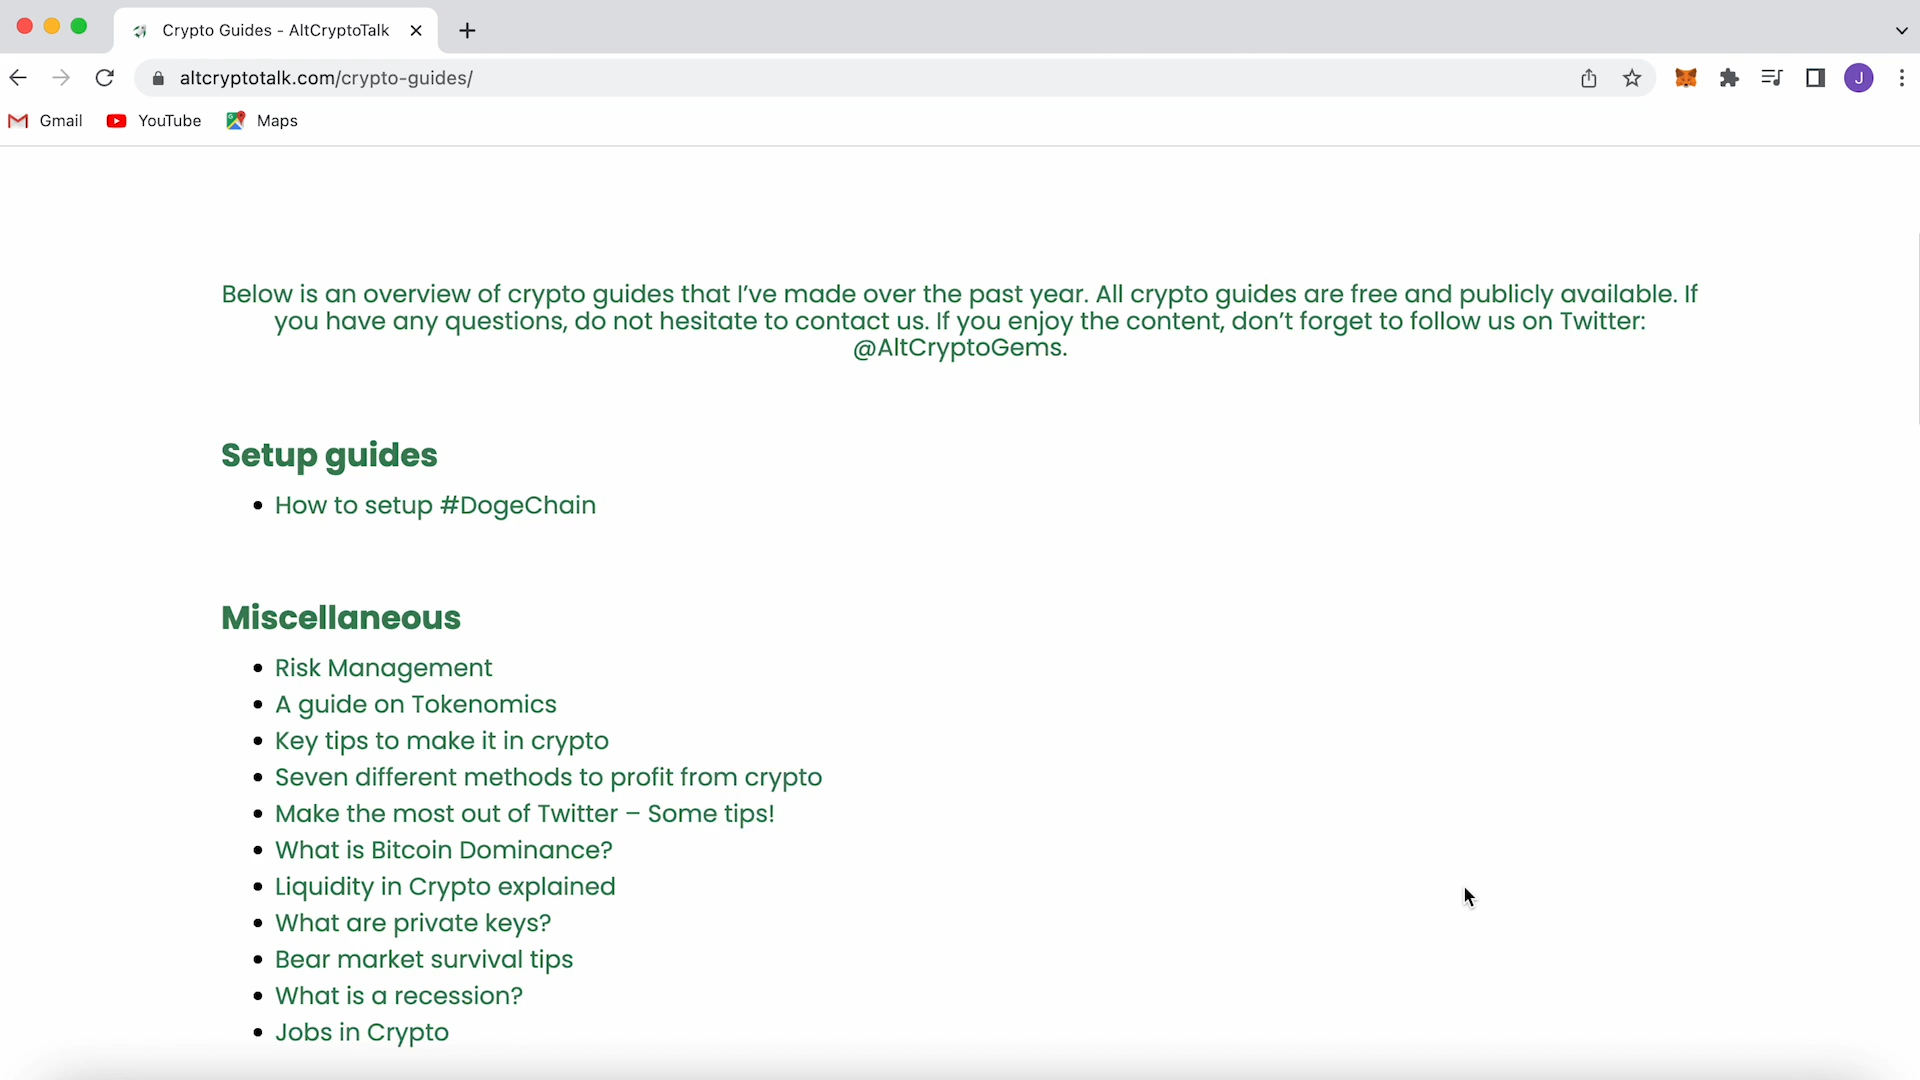 Crypto Guides - AltCryptoTalk
altcryptotalk.com/crypto-guides/
J
Gmail
YouTube
Maps
Below is an overview of crypto guides that I’ve made over the past year. All crypto guides are free and publicly available. If
you have any questions, do not hesitate to contact us. If you enjoy the content, don’t forget to follow us on Twitter:
@AltCryptoGems.
Setup guides
How to setup #DogeChain
Miscellaneous
Risk Management
A guide on Tokenomics
Key tips to make it in crypto
Seven different methods to profit from crypto
Make the most out of Twitter – Some tips!
What is Bitcoin Dominance?
Liquidity in Crypto explained
What are private keys?
Bear market survival tips
What is a recession?
Jobs in Crypto